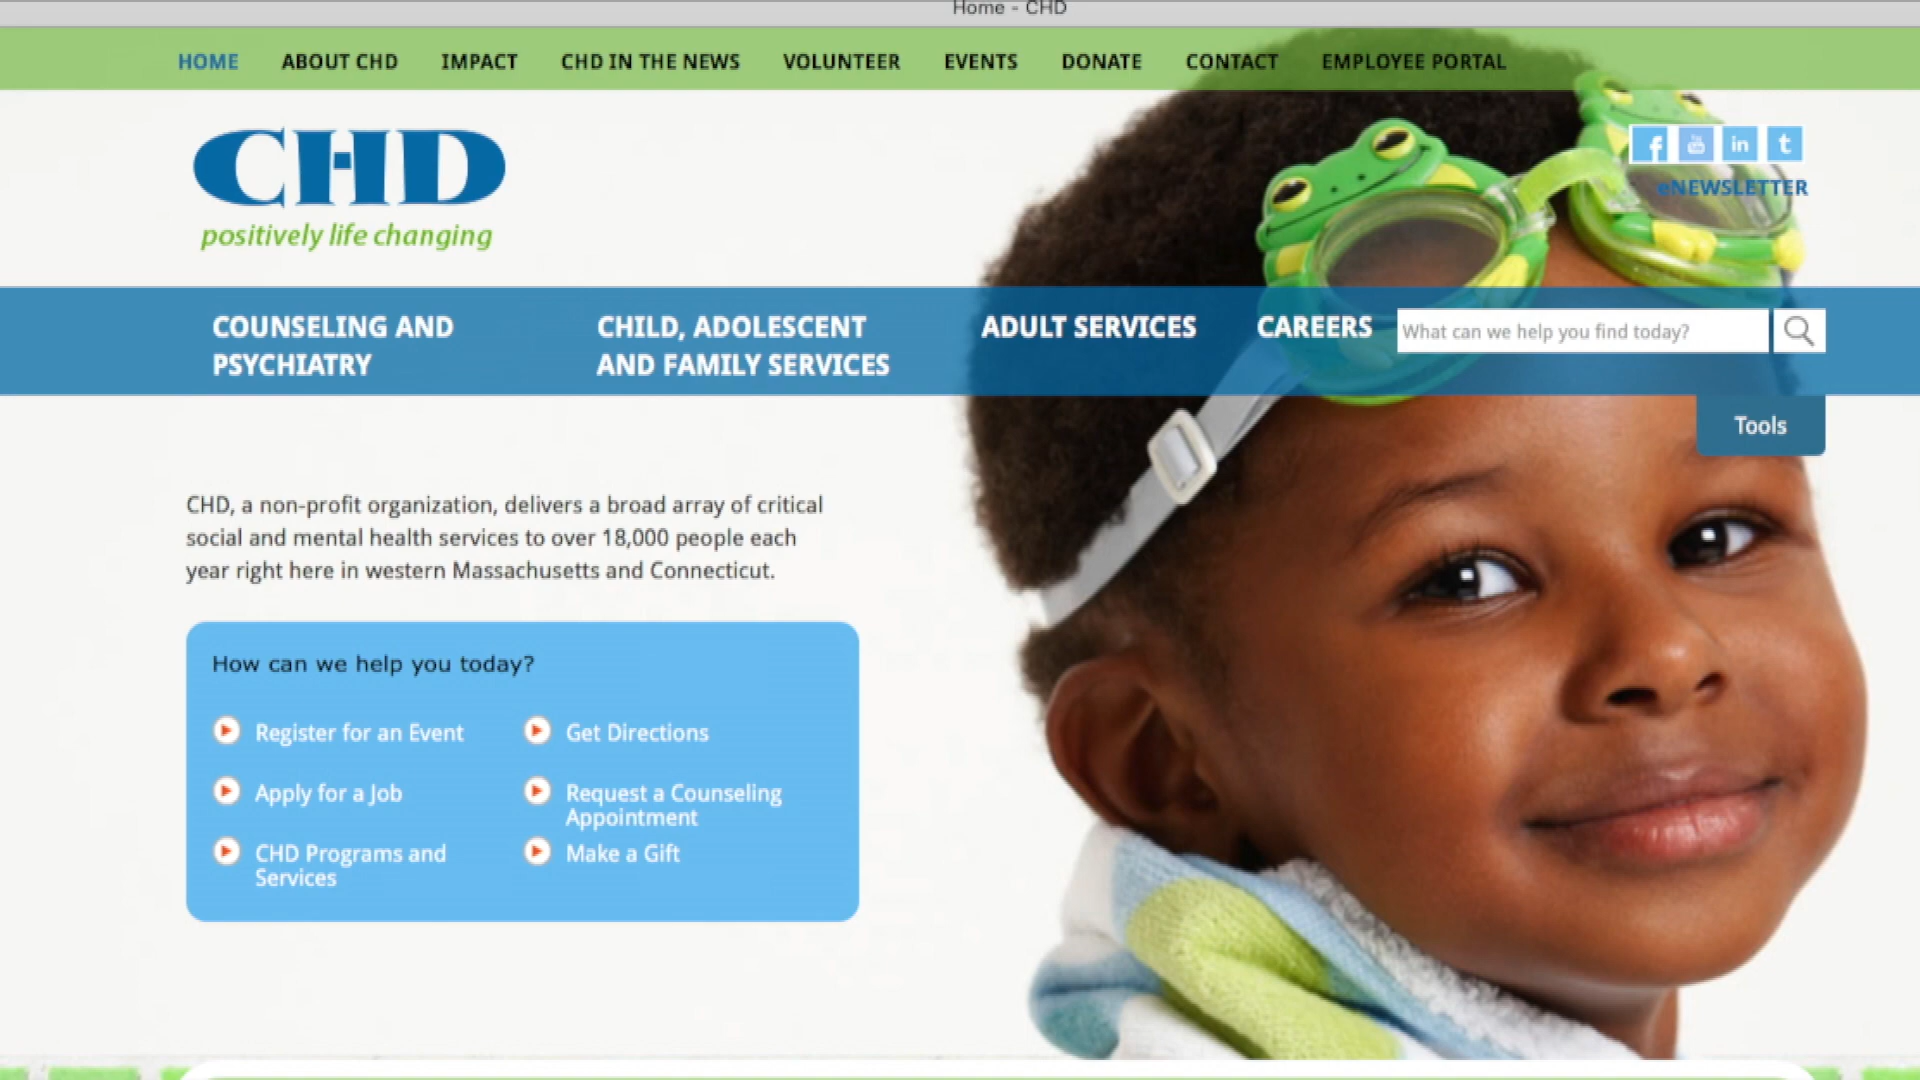 Home - CHD
HOME ABOUT CHD IMPACT CHD IN THE NEWS VOLUNTEER EVENTS DONATE CONTACT EMPLOYEE PORTAL
CHD
positively life changing
f You in t
eNEWSLETTER
COUNSELING AND
PSYCHIATRY
CHILD, ADOLESCENT
AND FAMILY SERVICES
ADULT SERVICES
CAREERS
What can we help you find today?
Tools
CHD, a non-profit organization, delivers a broad array of critical
social and mental health services to over 18,000 people each
year right here in western Massachusetts and Connecticut.
How can we help you today?
Register for an Event
Get Directions
Apply for a Job
Request a Counseling
Appointment
CHD Programs and
Services
Make a Gift